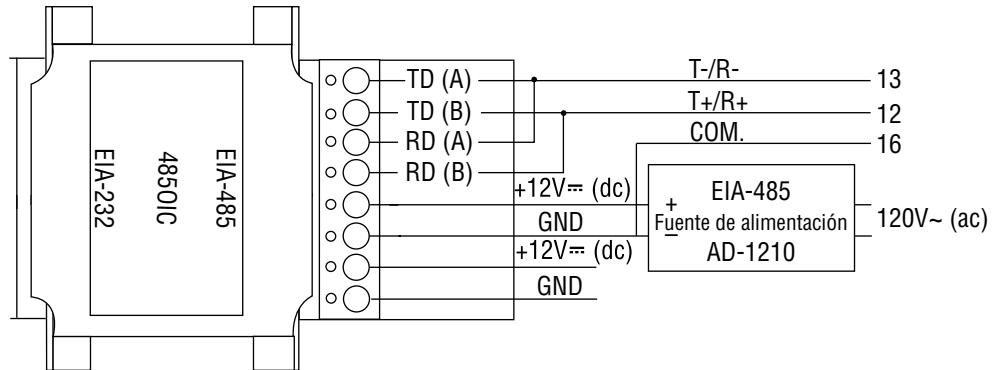 EIA-232
485OIC
EIA-485
TD (A)
TD (B)
RD (A)
RD (B)
+12V⎓ (dc)
GND
+12V⎓ (dc)
GND
T-/R-
13
T+/R+
12
COM.
16
+
−
EIA-485
Fuente de alimentación
AD-1210
120V~ (ac)